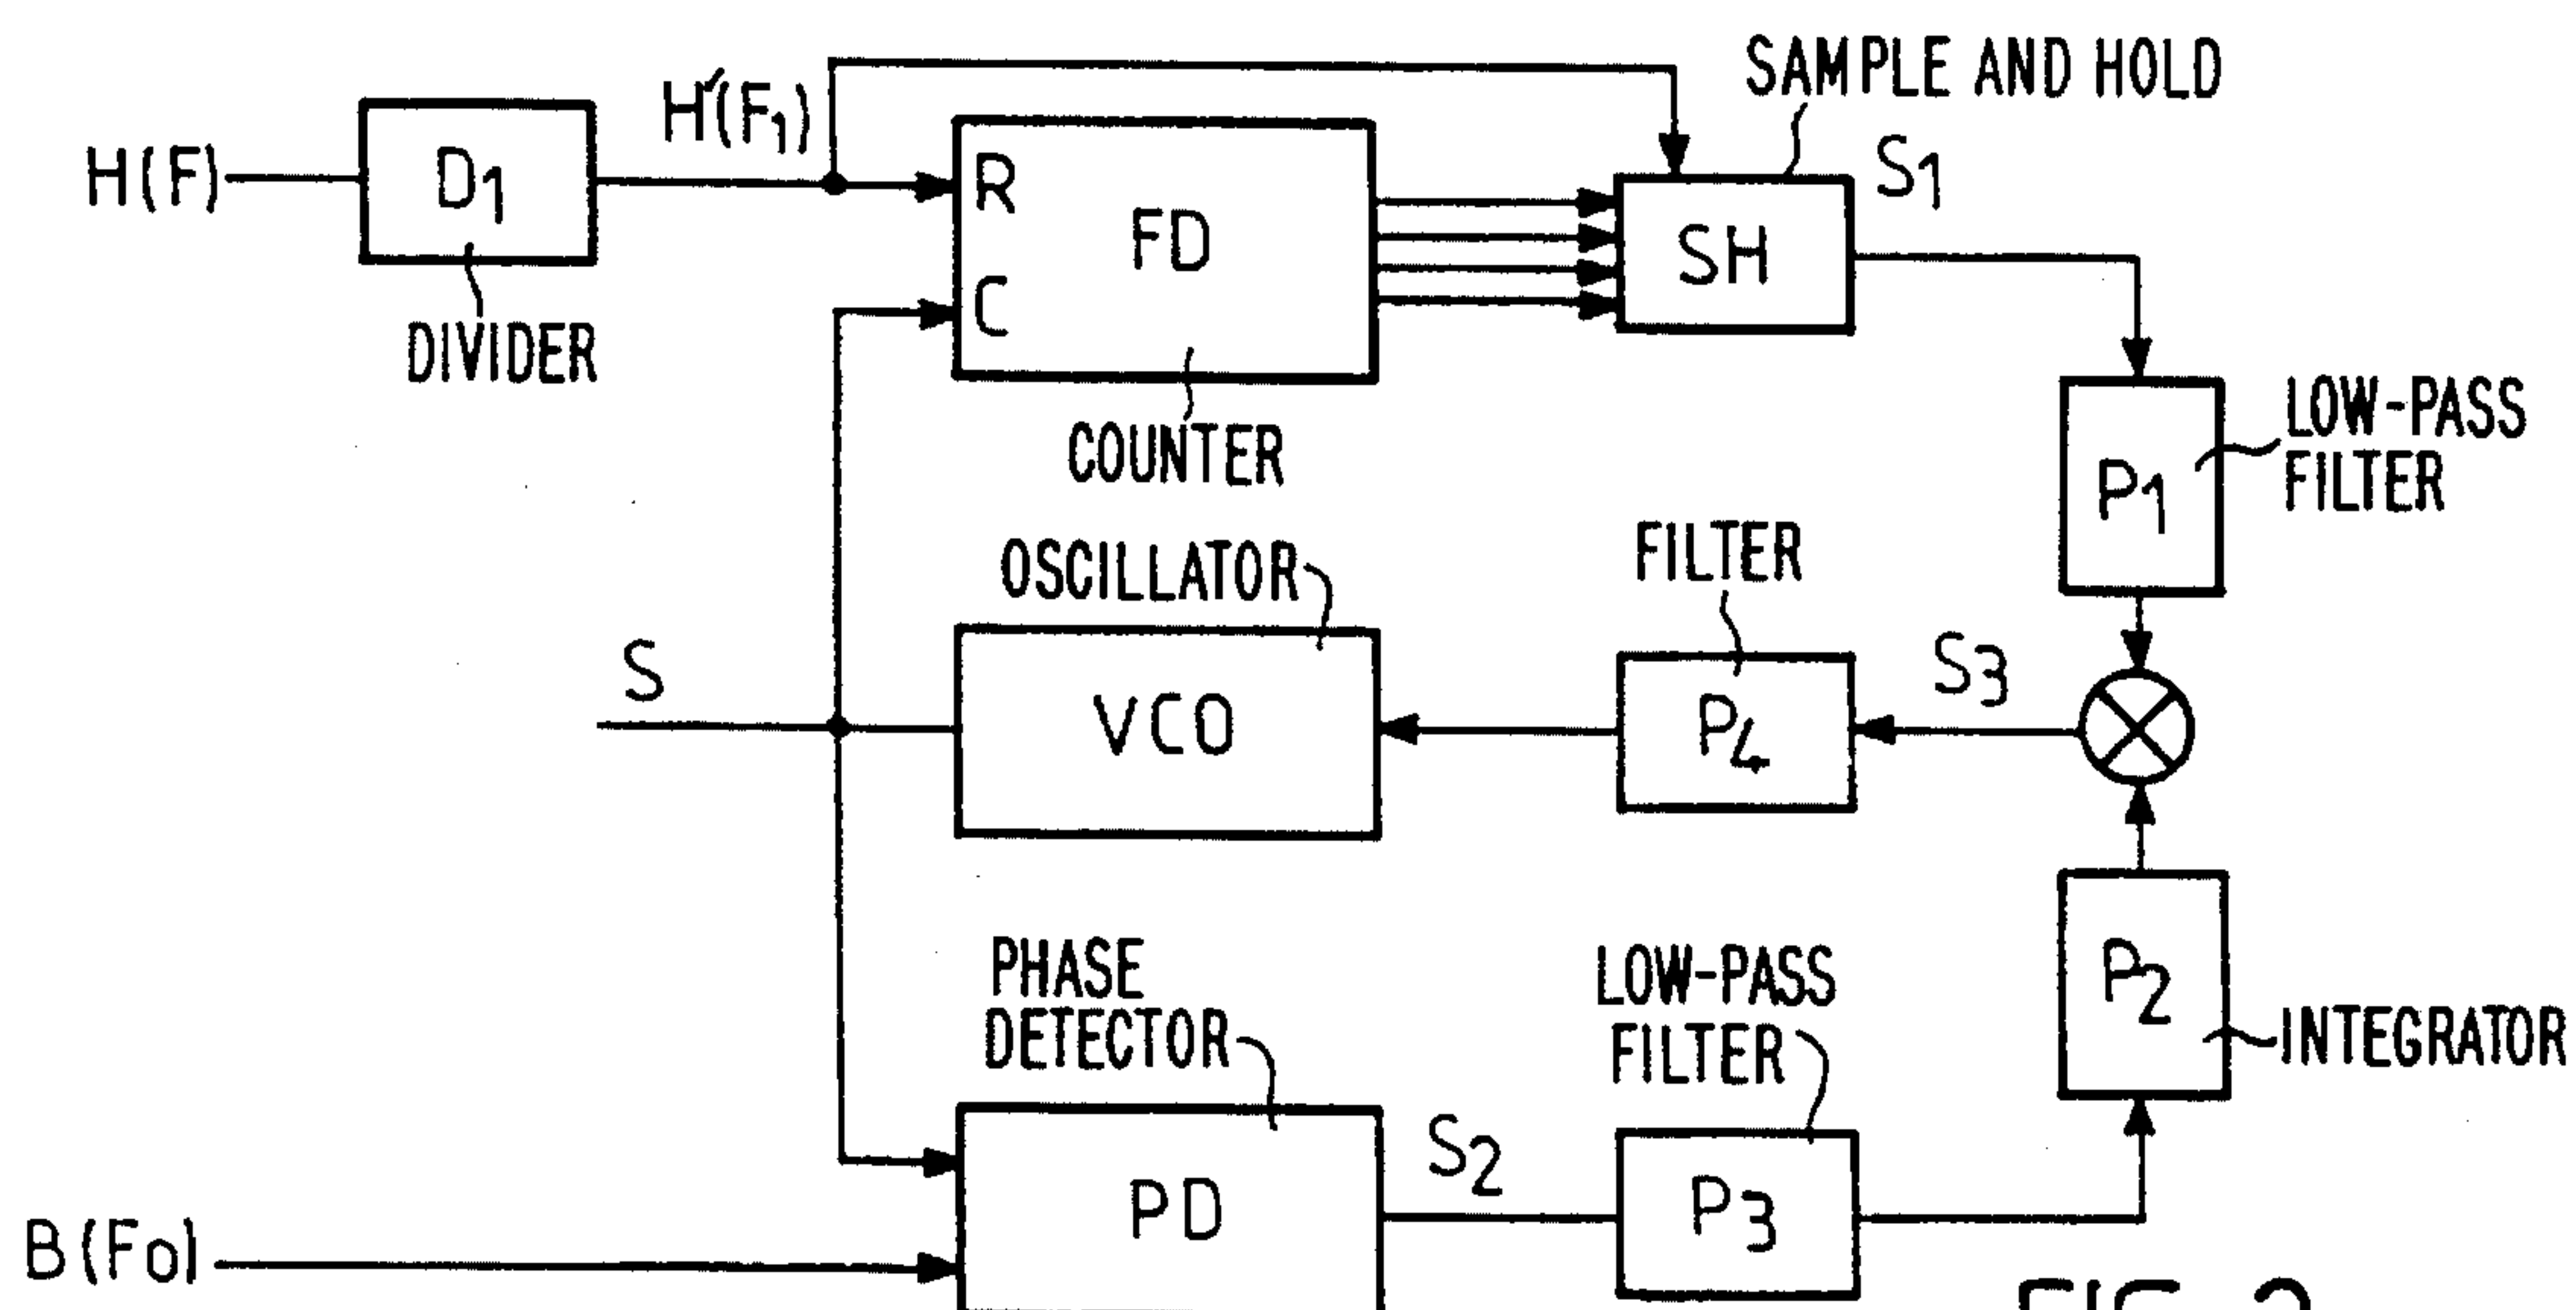 SAMPLE AND HOLD
H(F)
D1
H'(F1)
R
FD
C
SH
S1
DIVIDER
COUNTER
LOW-PASS
FILTER
P1
OSCILLATOR
FILTER
S
VCO
P4
S3
PHASE
DETECTOR
LOW-PASS
FILTER
P2
INTEGRATOR
PD
S2
P3
B(F0)